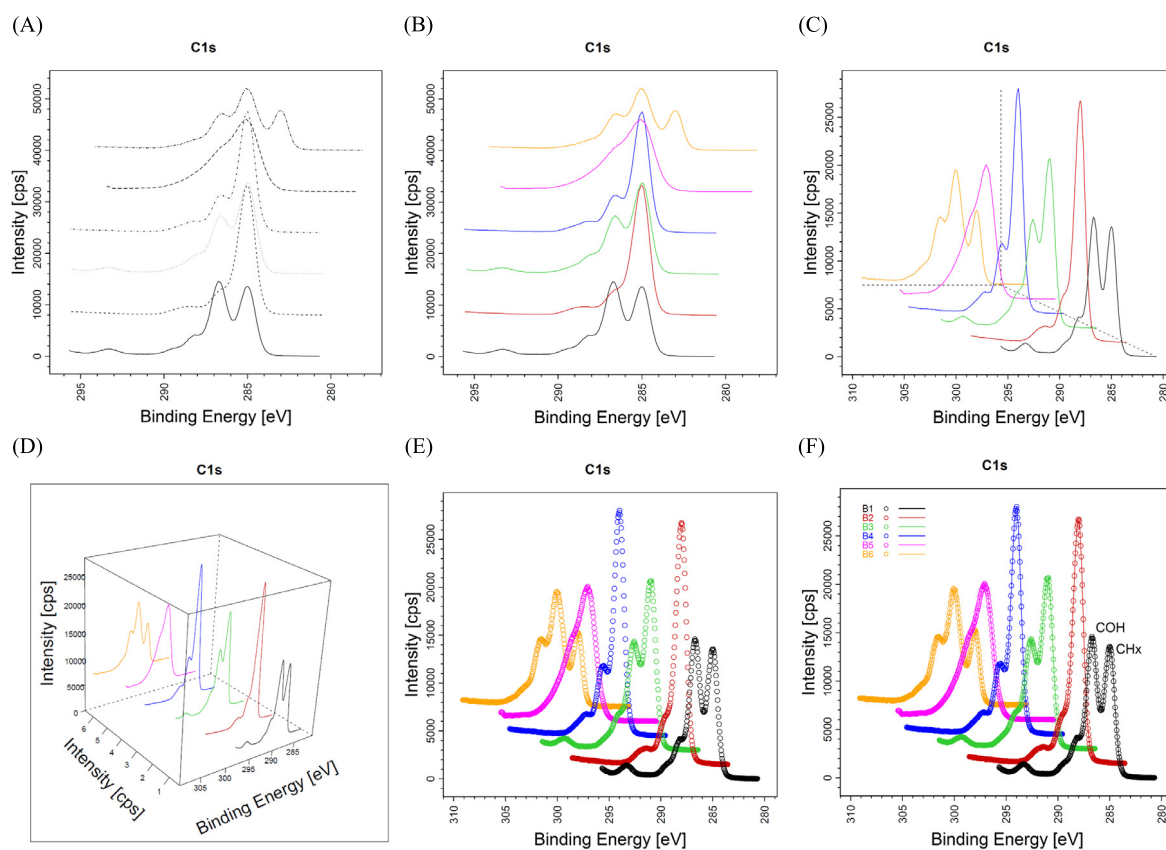 (A)
C1s
Intensity [cps]
0 10000 20000 30000 40000 50000
295 290 285 280
Binding Energy [eV]
(B)
C1s
Intensity [cps]
0 10000 20000 30000 40000 50000
295 290 285 280
Binding Energy [eV]
(C)
C1s
Intensity [cps]
0 5000 10000 15000 20000 25000
310 305 300 295 290 285 280
Binding Energy [eV]
(D)
C1s
Intensity [cps]
25000
20000
15000
10000
5000
0
6 5 4 3 2 1
Intensity [cps]
305 300 295 290 285
Binding Energy [eV]
(E)
C1s
Intensity [cps]
0 5000 10000 15000 20000 25000
310 305 300 295 290 285 280
Binding Energy [eV]
(F)
C1s
B1
B2
B3
B4
B5
B6
COH
CHx
Intensity [cps]
0 5000 10000 15000 20000 25000
310 305 300 295 290 285 280
Binding Energy [eV]